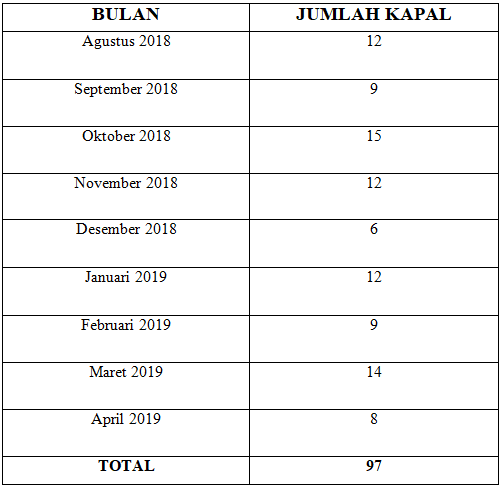 BULAN JUMLAH KAPAL
Agustus 2018 12
September 2018 9
Oktober 2018 15
November 2018 12
Desember 2018 6
Januari 2019 12
Februari 2019 9
Maret 2019 14
April 2019 8
TOTAL 97